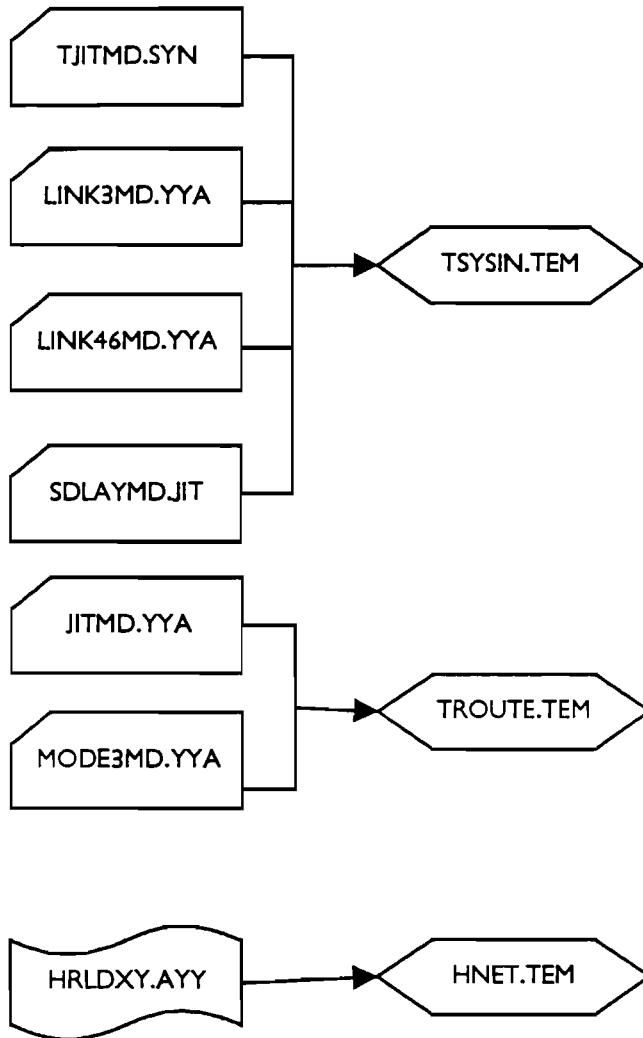 TJITMD.SYN
LINK3MD.YYA
TSYSIN.TEM
LINK46MD.YYA
SDLAYMD.JIT
JITMD.YYA
TROUTE.TEM
MODE3MD.YYA
HRLDXY.AYY
HNET.TEM